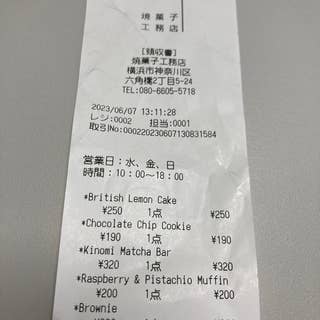 焼菓子
工務店
[領収書]
焼菓子工務店
横浜市神奈川区
六角橋2丁目5-24
TEL:080-6605-5718
2023/06/07 13:11:28
レジ:0002 担当:0001
取引No:00022023060713083​1584
営業日:水、金、日
時間:10:00~18:00
*British Lemon Cake
¥250 1点 ¥250
*Chocolate Chip Cookie
¥190 1点 ¥190
*Kinomi Matcha Bar
¥320 1点 ¥320
*Raspberry & Pistachio Muffin
¥200 1点 ¥200
*Brownie